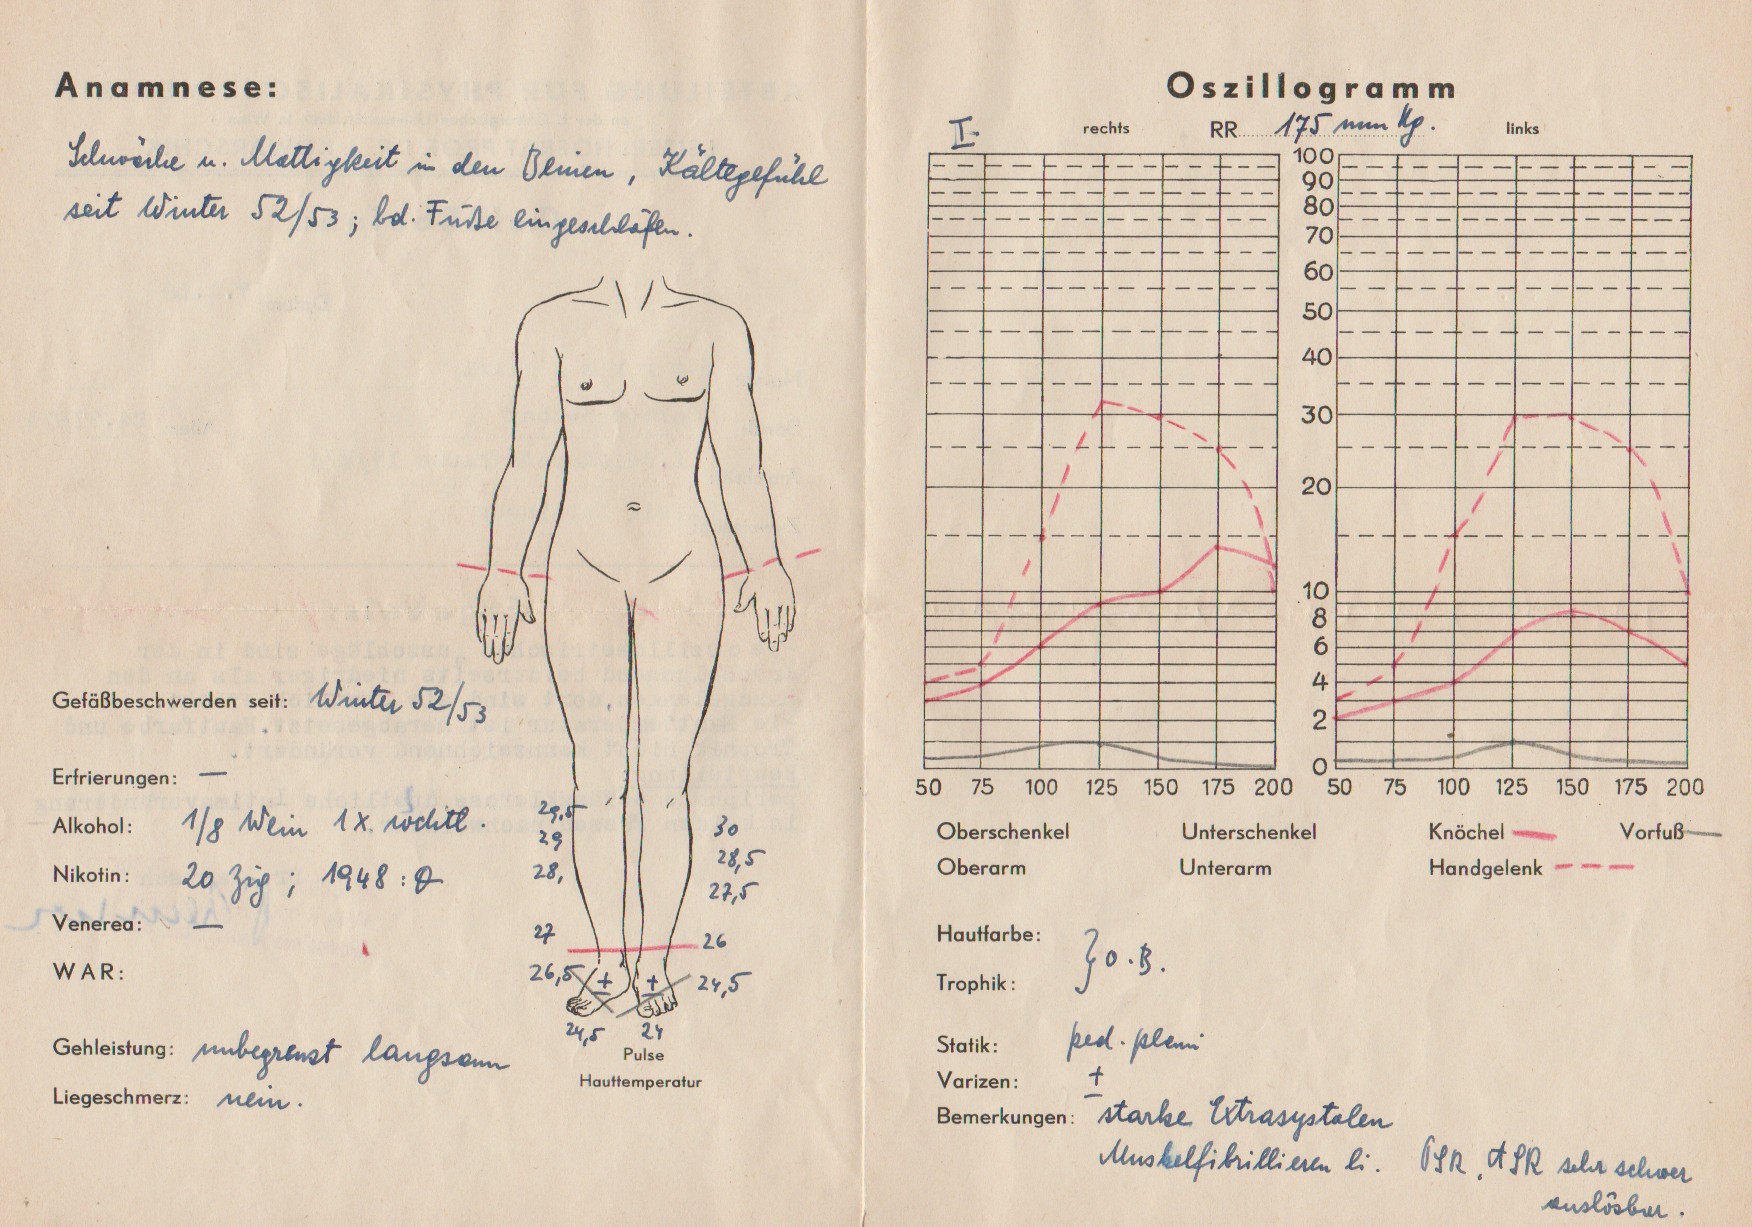 Anamnese:
Schwäche u. Mattigkeit in den Beinen, Kältegefühl
seit Winter 52/53; bd. Füße eingeschlafen.
Gefäßbeschwerden seit: Winter 52/53
Erfrierungen: —
Alkohol: 1/8 Wein 1x wöchtl.
Nikotin: 20 Zig; 1948: Ø
Venerea: —
WAR:
Gehleistung: unbegrenzt langsam
Liegeschmerz: nein.
29,5
29 30
28, 28,5
27,5
27 26
26,5 ± ± 24,5
24,5 24
Pulse
Hauttemperatur
Oszillogramm
I. rechts RR 175 mm Hg. links
100
90
80
70
60
50
40
30
20
10
8
6
4
2
0
50 75 100 125 150 175 200 50 75 100 125 150 175 200
Oberschenkel Unterschenkel Knöchel Vorfuß
Oberarm Unterarm Handgelenk
Hautfarbe:
} o.B.
Trophik:
Statik: ped. plani
Varizen: ±
Bemerkungen: starke Extrasystolen
Muskelfibrillieren li. PSR, ASR sehr schwer
auslösbar.